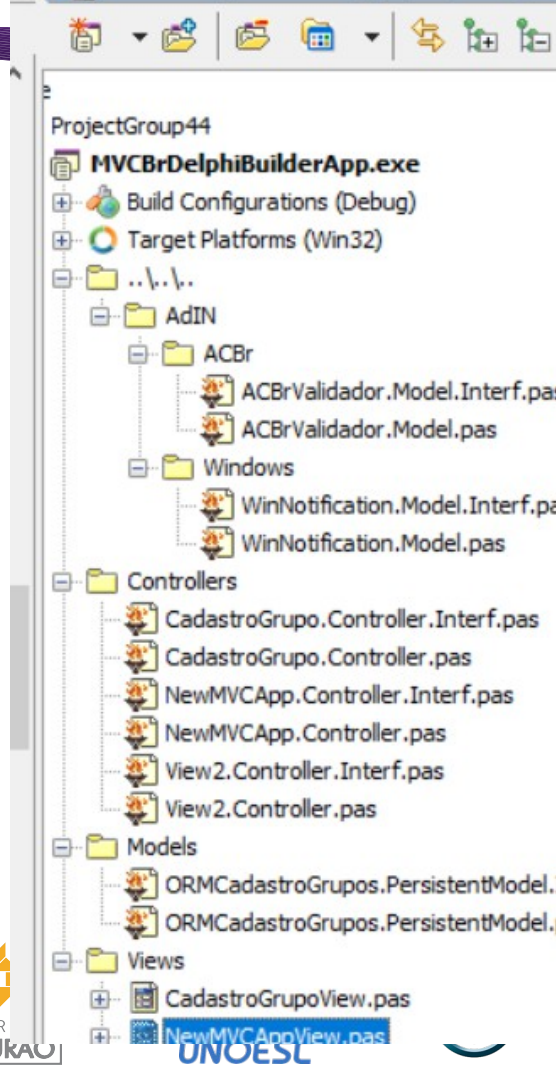 ProjectGroup44
MVCBrDelphiBuilderApp.exe
Build Configurations (Debug)
Target Platforms (Win32)
..\..\..
AdIN
ACBr
ACBrValidador.Model.Interf.pas
ACBrValidador.Model.pas
Windows
WinNotification.Model.Interf.pa
WinNotification.Model.pas
Controllers
CadastroGrupo.Controller.Interf.pas
CadastroGrupo.Controller.pas
NewMVCApp.Controller.Interf.pas
NewMVCApp.Controller.pas
View2.Controller.Interf.pas
View2.Controller.pas
Models
ORMCadastroGrupos.PersistentModel.
ORMCadastroGrupos.PersistentModel.
Views
CadastroGrupoView.pas
NewMVCAppView.pas
UNOESC